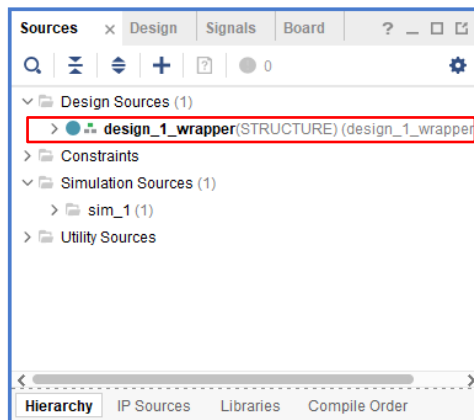 Sources × Design Signals Board ? _
0
Design Sources (1)
design_1_wrapper(STRUCTURE) (design_1_wrapper
Constraints
Simulation Sources (1)
sim_1 (1)
Utility Sources
Hierarchy IP Sources Libraries Compile Order